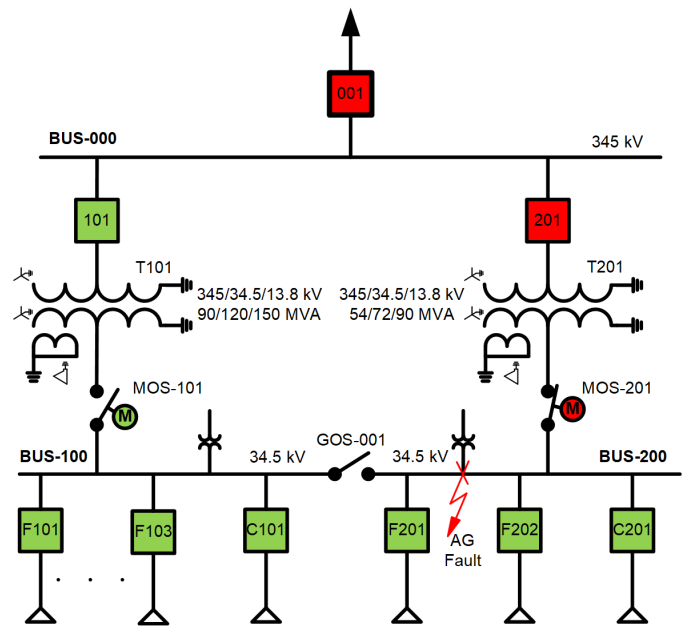 001
BUS-000
345 kV
101
201
T101
T201
345/34.5/13.8 kV
90/120/150 MVA
345/34.5/13.8 kV
54/72/90 MVA
MOS-101
M
MOS-201
M
GOS-001
BUS-100
34.5 kV
34.5 kV
BUS-200
F101
F103
C101
F201
AG
Fault
F202
C201
. . .